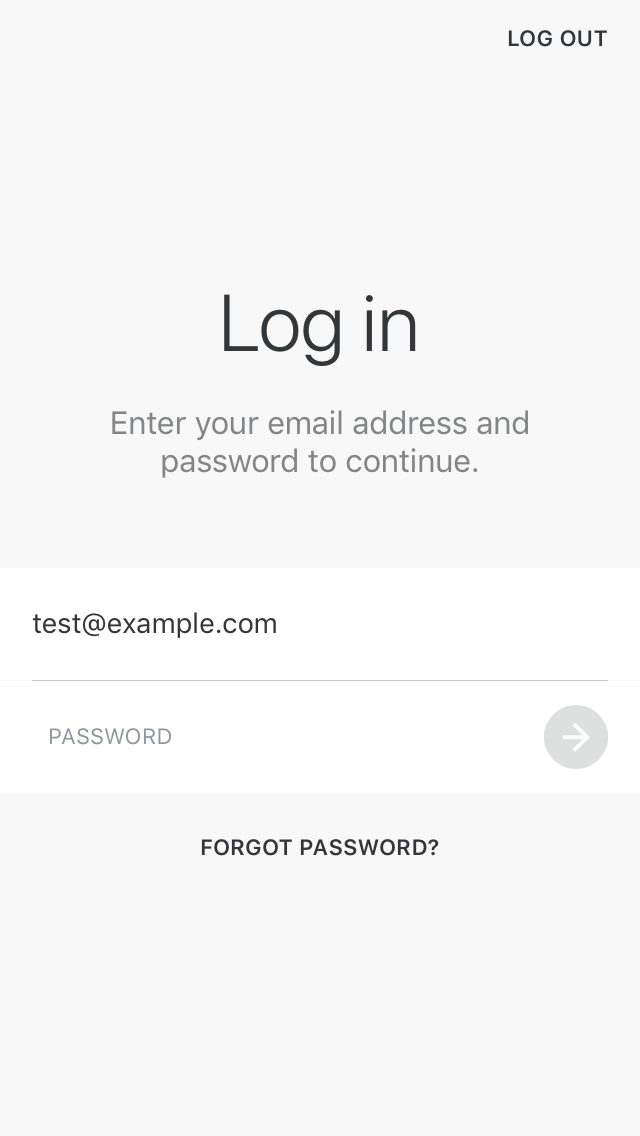 LOG OUT
Log in
Enter your email address and
password to continue.
test@example.com
PASSWORD
FORGOT PASSWORD?